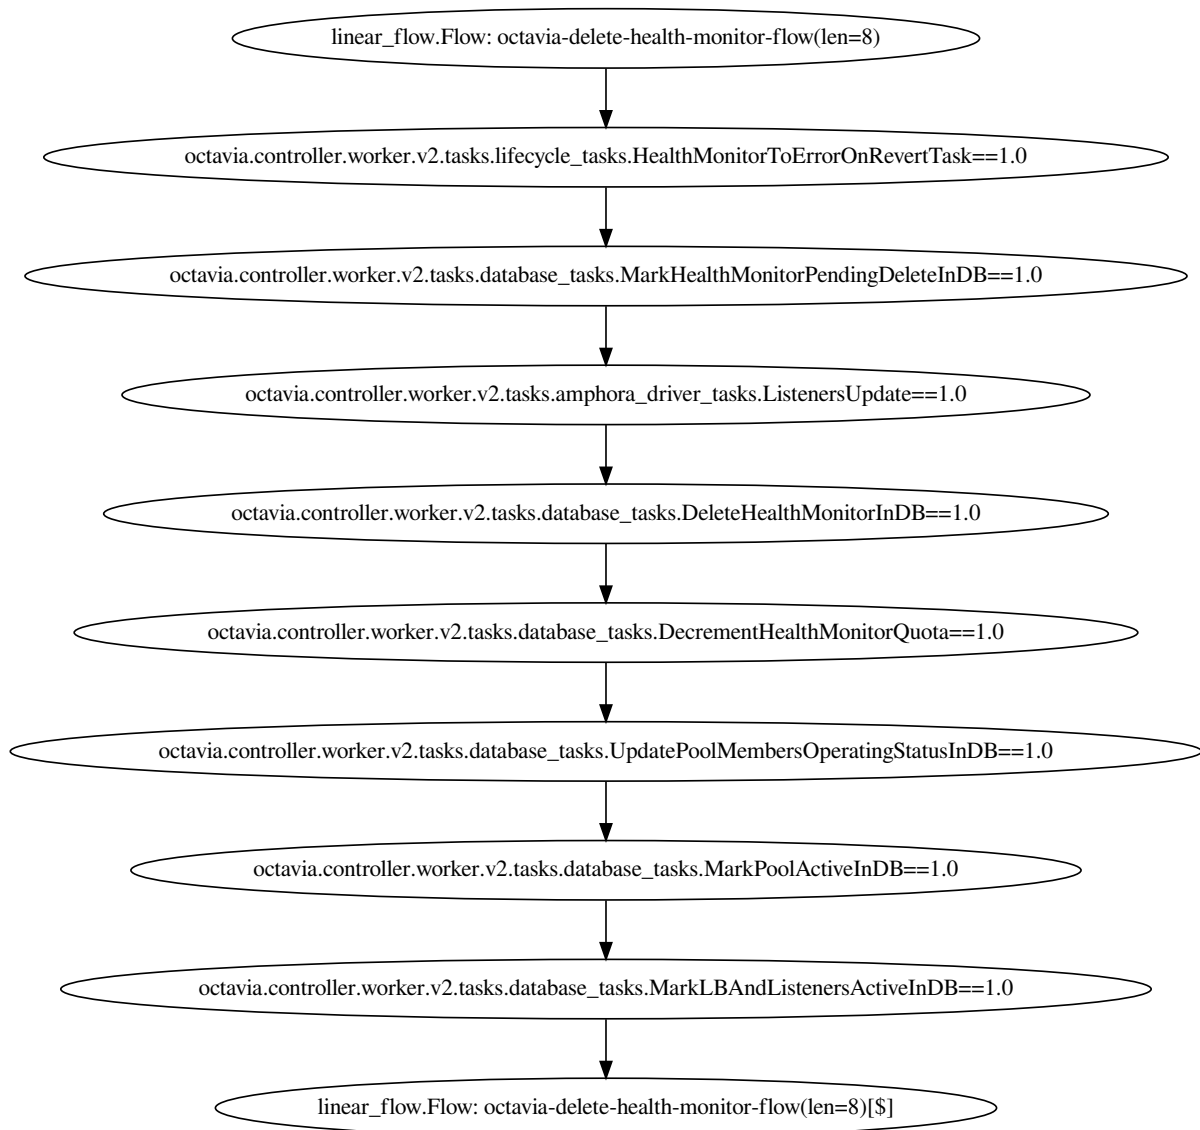 linear_flow.Flow: octavia-delete-health-monitor-flow(len=8)
octavia.controller.worker.v2.tasks.lifecycle_tasks.HealthMonitorToErrorOnRevertTask==1.0
octavia.controller.worker.v2.tasks.database_tasks.MarkHealthMonitorPendingDeleteInDB==1.0
octavia.controller.worker.v2.tasks.amphora_driver_tasks.ListenersUpdate==1.0
octavia.controller.worker.v2.tasks.database_tasks.DeleteHealthMonitorInDB==1.0
octavia.controller.worker.v2.tasks.database_tasks.DecrementHealthMonitorQuota==1.0
octavia.controller.worker.v2.tasks.database_tasks.UpdatePoolMembersOperatingStatusInDB==1.0
octavia.controller.worker.v2.tasks.database_tasks.MarkPoolActiveInDB==1.0
octavia.controller.worker.v2.tasks.database_tasks.MarkLBAndListenersActiveInDB==1.0
linear_flow.Flow: octavia-delete-health-monitor-flow(len=8)[$]